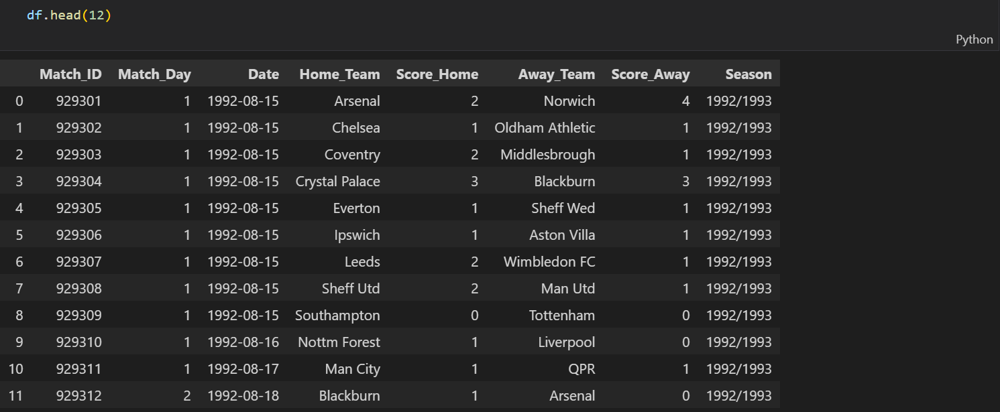 df.head(12)
Python
Match_ID Match_Day Date Home_Team Score_Home Away_Team Score_Away Season
0 929301 1 1992-08-15 Arsenal 2 Norwich 4 1992/1993
1 929302 1 1992-08-15 Chelsea 1 Oldham Athletic 1 1992/1993
2 929303 1 1992-08-15 Coventry 2 Middlesbrough 1 1992/1993
3 929304 1 1992-08-15 Crystal Palace 3 Blackburn 3 1992/1993
4 929305 1 1992-08-15 Everton 1 Sheff Wed 1 1992/1993
5 929306 1 1992-08-15 Ipswich 1 Aston Villa 1 1992/1993
6 929307 1 1992-08-15 Leeds 2 Wimbledon FC 1 1992/1993
7 929308 1 1992-08-15 Sheff Utd 2 Man Utd 1 1992/1993
8 929309 1 1992-08-15 Southampton 0 Tottenham 0 1992/1993
9 929310 1 1992-08-16 Nottm Forest 1 Liverpool 0 1992/1993
10 929311 1 1992-08-17 Man City 1 QPR 1 1992/1993
11 929312 2 1992-08-18 Blackburn 1 Arsenal 0 1992/1993